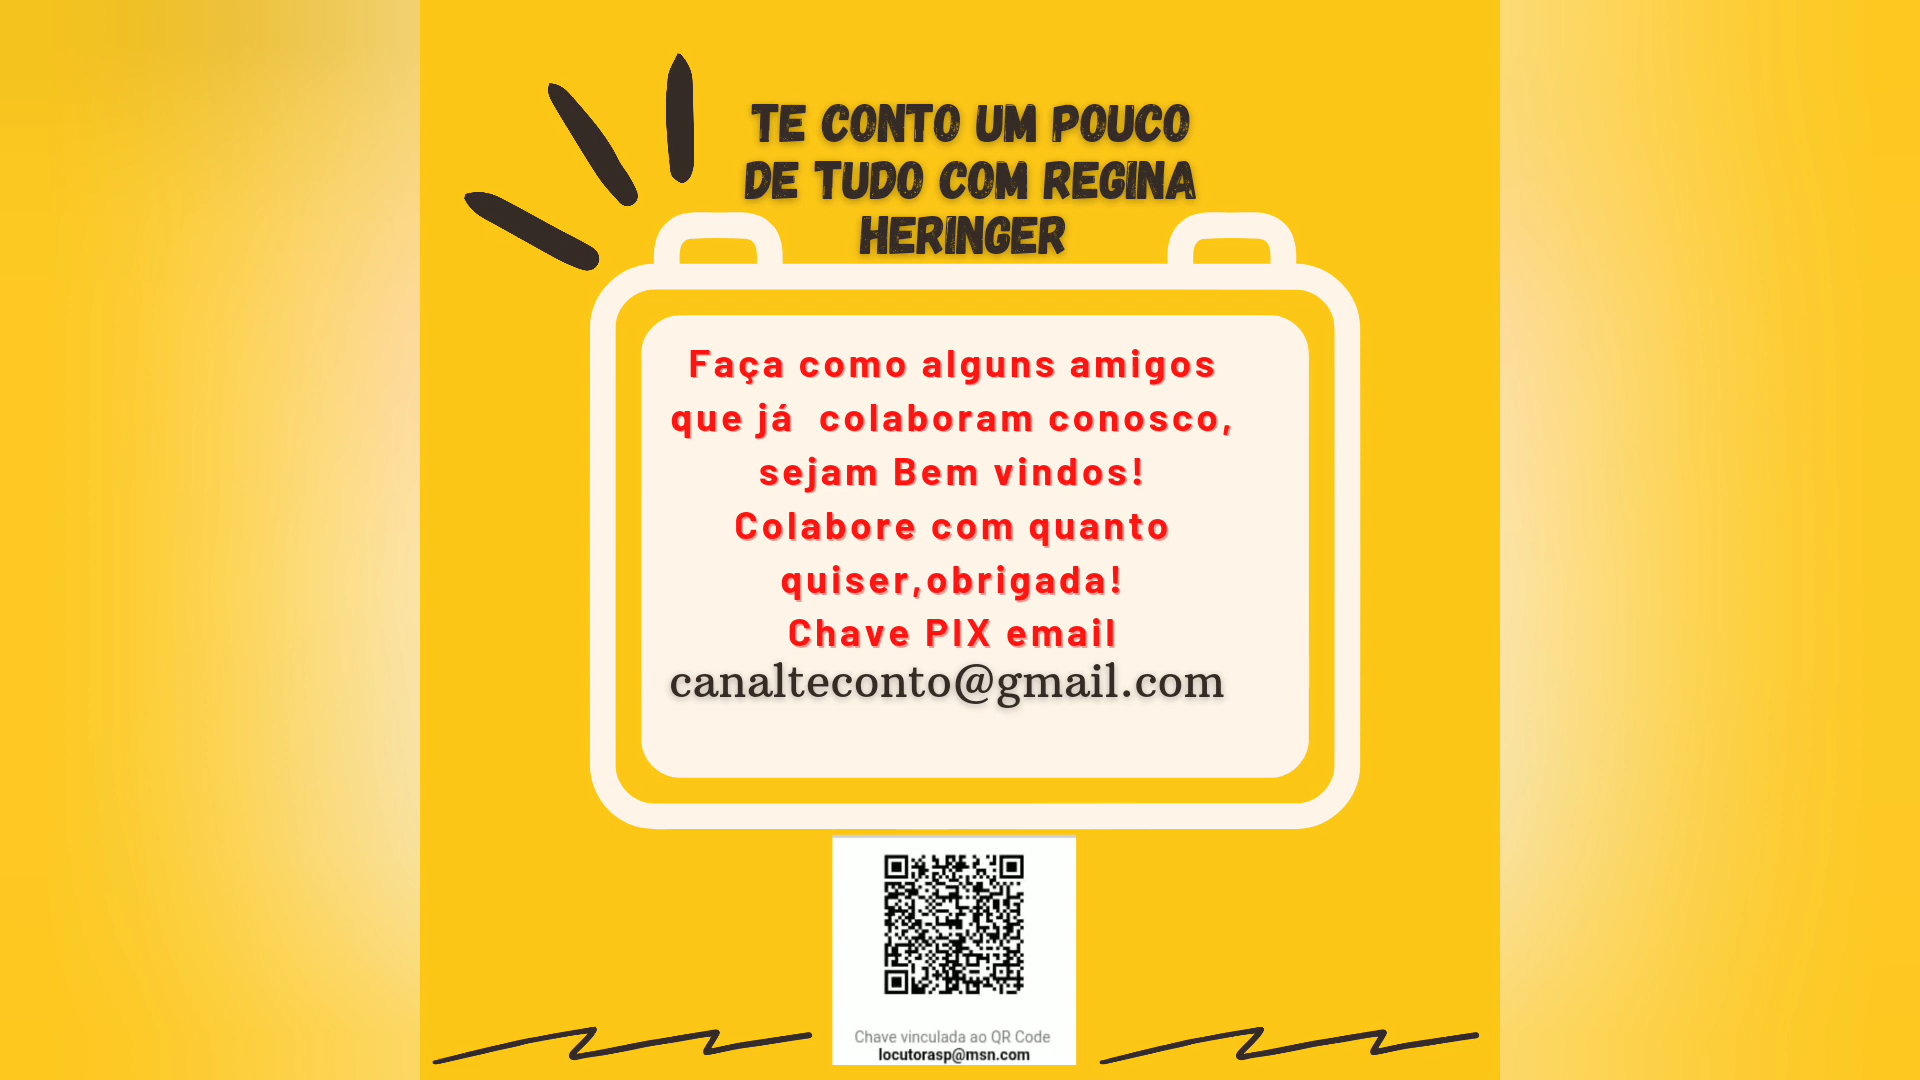 TE CONTO UM POUCO
DE TUDO COM REGINA
HERINGER
Faça como alguns amigos
que já colaboram conosco,
sejam Bem vindos!
Colabore com quanto
quiser,obrigada!
Chave PIX email
canalteconto@gmail.com
Chave vinculada ao QR Code
locutorasp@msn.com